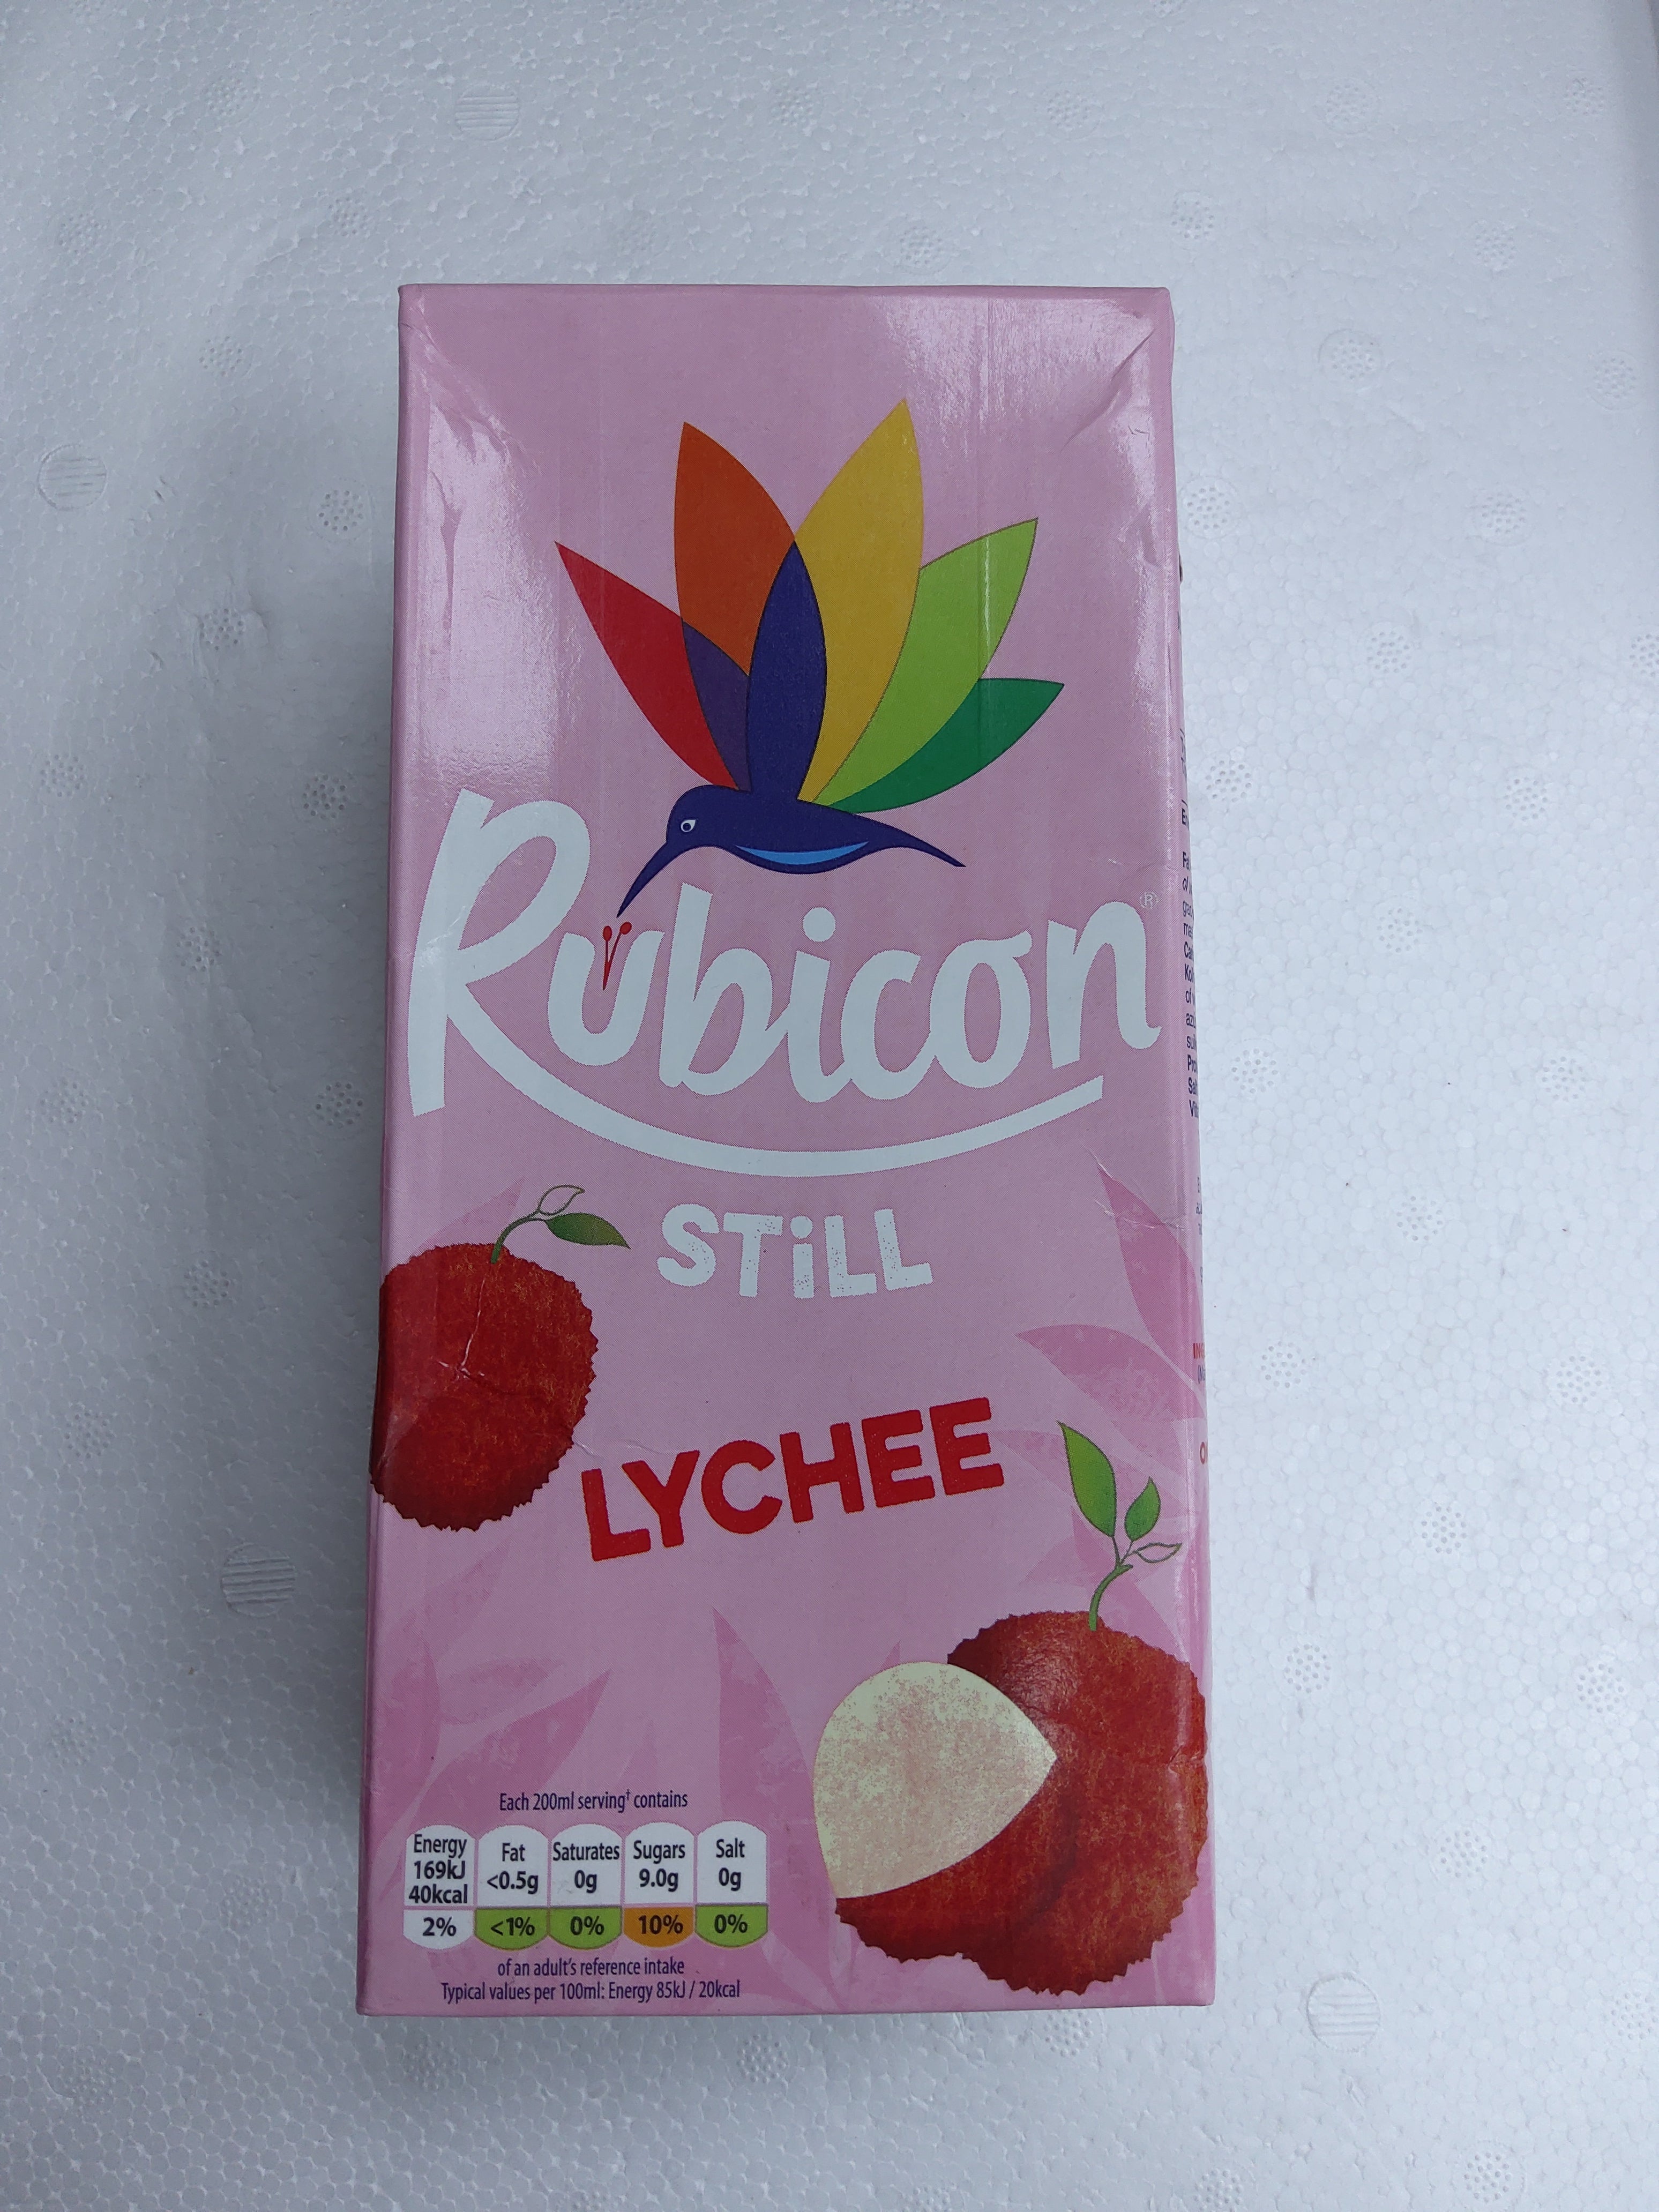 Rubicon®
STiLL
LYCHEE
Each 200ml serving† contains
Energy 169kJ 40kcal 2%
Fat <0.5g <1%
Saturates 0g 0%
Sugars 9.0g 10%
Salt 0g 0%
of an adult's reference intake
Typical values per 100ml: Energy 85kJ / 20kcal